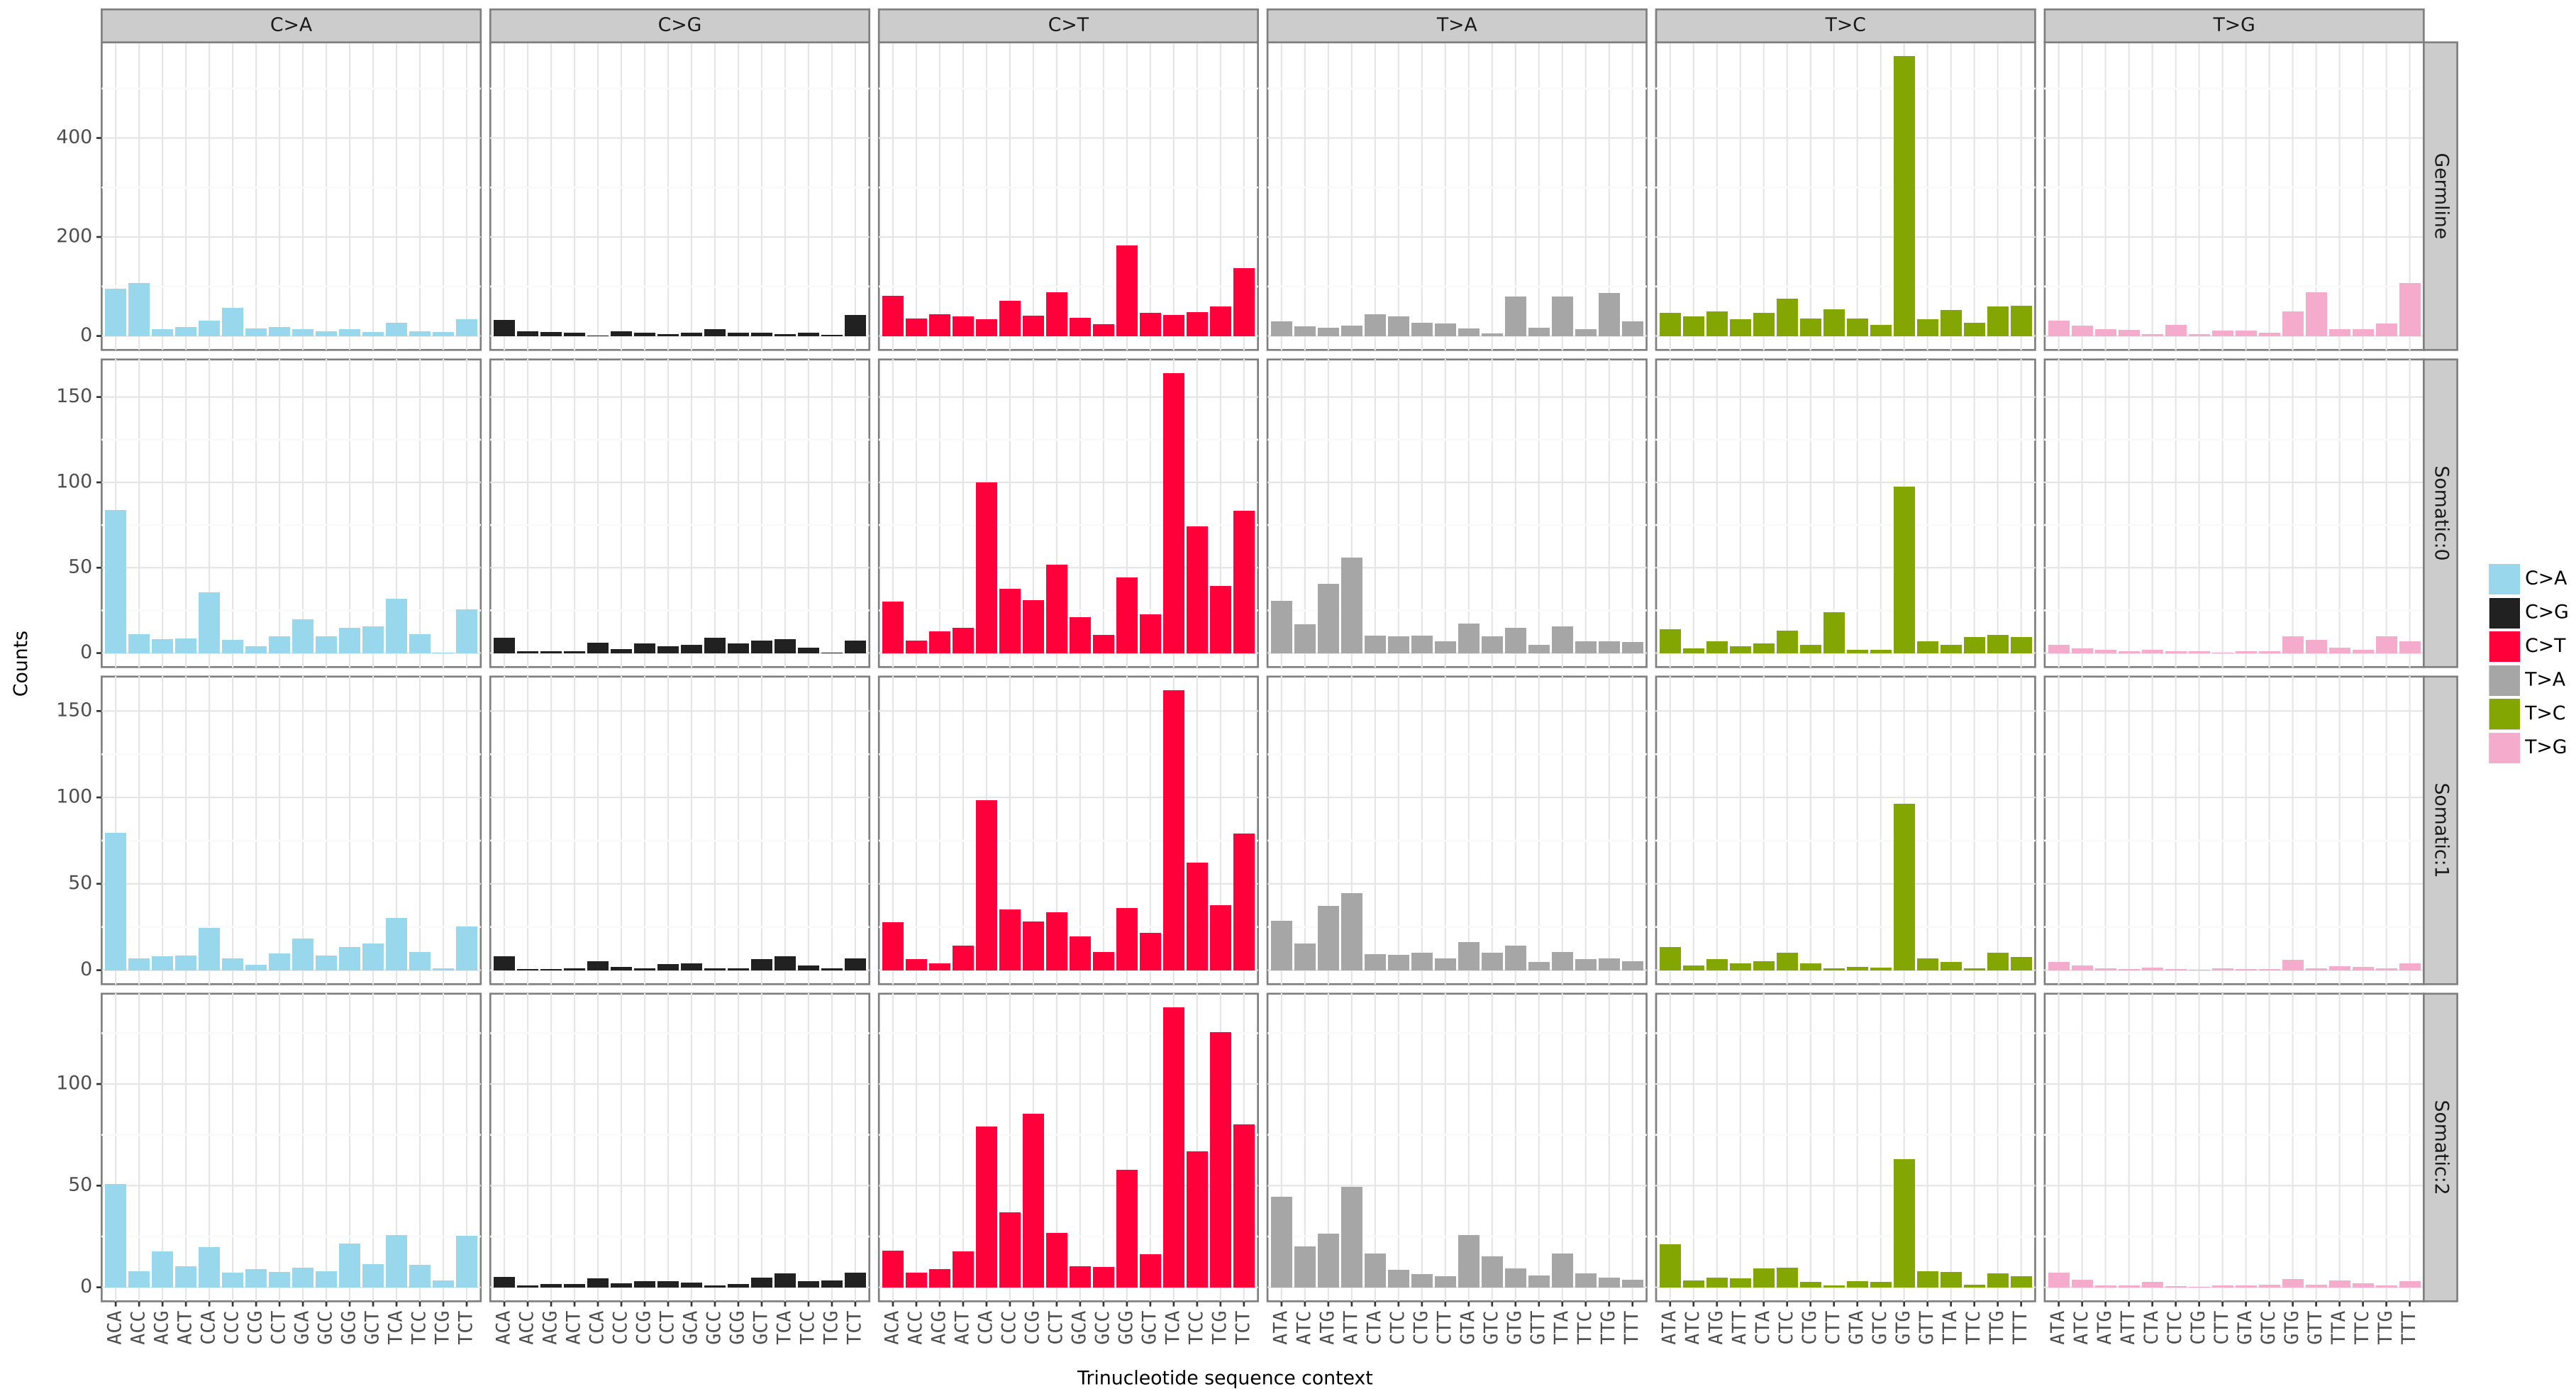 C>A C>G C>T T>A T>C T>G
400
200
0
Germline
150
100
50
0
Somatic:0
150
100
50
0
Somatic:1
100
50
0
Somatic:2
Counts
ACA ACC ACG ACT CCA CCC CCG CCT GCA GCC GCG GCT TCA TCC TCG TCT
ACA ACC ACG ACT CCA CCC CCG CCT GCA GCC GCG GCT TCA TCC TCG TCT
ACA ACC ACG ACT CCA CCC CCG CCT GCA GCC GCG GCT TCA TCC TCG TCT
ATA ATC ATG ATT CTA CTC CTG CTT GTA GTC GTG GTT TTA TTC TTG TTT
ATA ATC ATG ATT CTA CTC CTG CTT GTA GTC GTG GTT TTA TTC TTG TTT
ATA ATC ATG ATT CTA CTC CTG CTT GTA GTC GTG GTT TTA TTC TTG TTT
Trinucleotide sequence context
C>A
C>G
C>T
T>A
T>C
T>G